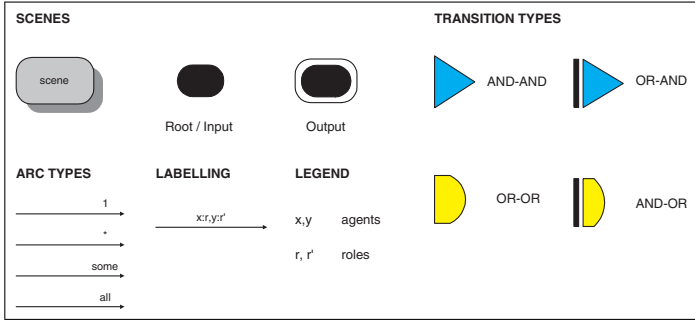 SCENES
scene
Root / Input
Output
TRANSITION TYPES
AND-AND
OR-AND
OR-OR
AND-OR
ARC TYPES
1
*
some
all
LABELLING
x:r,y:r'
LEGEND
x,y agents
r, r' roles